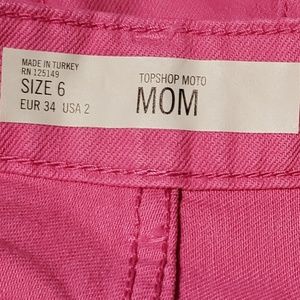 MADE IN TURKEY
RN 125149
SIZE 6
EUR 34 USA 2
TOPSHOP MOTO
MOM